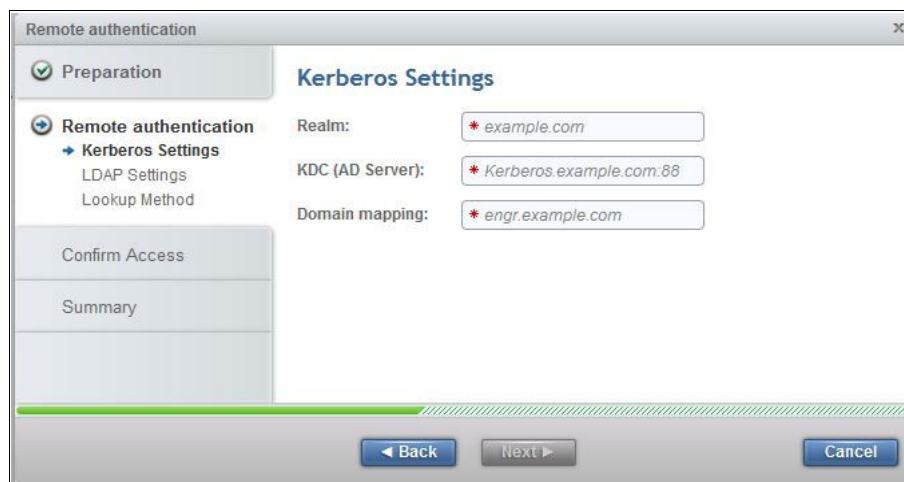 Remote authentication
x
Preparation
Remote authentication
Kerberos Settings
LDAP Settings
Lookup Method
Confirm Access
Summary
Kerberos Settings
Realm:
* example.com
KDC (AD Server):
* Kerberos.example.com:88
Domain mapping:
* engr.example.com
Back
Next
Cancel